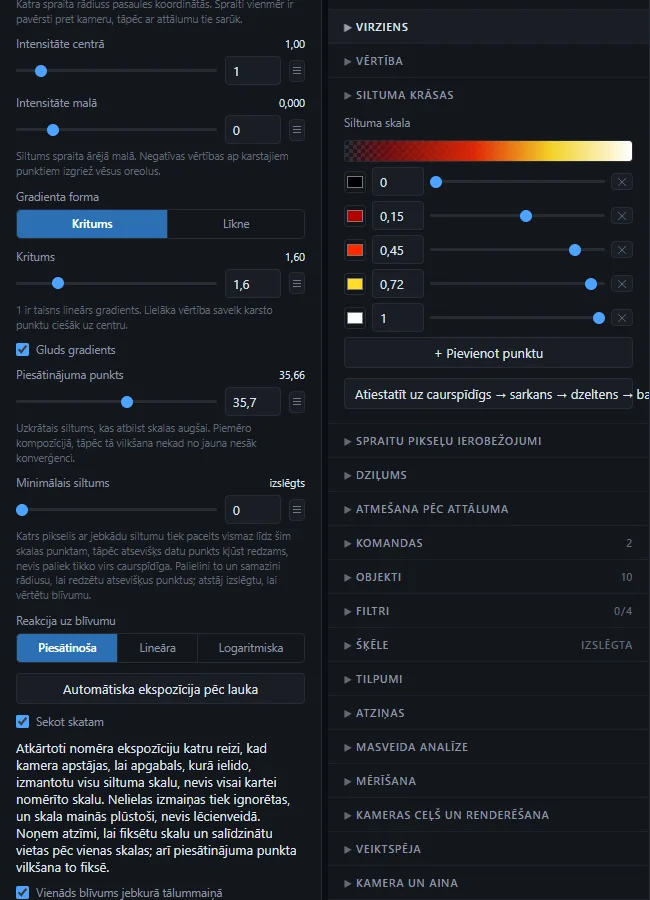 Katra spraita rādiuss pasaules koordinātās. Spraiti vienmēr ir
pavērsti pret kameru, tāpēc ar attālumu tie sarūk.
Intensitāte centrā 1,00
1
Intensitāte malā 0,000
0
Siltums spraita ārējā malā. Negatīvas vērtības ap karstajiem
punktiem izgriež vēsus oreolus.
Gradienta forma
Kritums Līkne
Kritums 1,60
1,6
1 ir taisns lineārs gradients. Lielāka vērtība savelk karsto
punktu ciešāk uz centru.
Gluds gradients
Piesātinājuma punkts 35,66
35,7
Uzkrātais siltums, kas atbilst skalas augšai. Piemēro
kompozīcijā, tāpēc tā vilkšana nekad no jauna nesāk
konverģenci.
Minimālais siltums izslēgts
0
Katrs pikselis ar jebkādu siltumu tiek pacelts vismaz līdz šim
skalas punktam, tāpēc atsevišķs datu punkts kļūst redzams,
nevis paliek tikko virs caurspīdīga. Palielini to un samazini
rādiusu, lai redzētu atsevišķus punktus; atstāj izslēgtu, lai
vērtētu blīvumu.
Reakcija uz blīvumu
Piesātinoša Lineāra Logaritmiska
Automātiska ekspozīcija pēc lauka
Sekot skatam
Atkārtoti nomēra ekspozīciju katru reizi, kad
kamera apstājas, lai apgabals, kurā ielido,
izmantotu visu siltuma skalu, nevis visai kartei
nomērīto skalu. Nelielas izmaiņas tiek ignorētas,
un skala mainās plūstoši, nevis lēcienveidā.
Noņem atzīmi, lai fiksētu skalu un salīdzinātu
vietas pēc vienas skalas; arī piesātinājuma punkta
vilkšana to fiksē.
Vienāds blīvums jebkurā tālummaiņā
▶ VIRZIENS
▶ VĒRTĪBA
▶ SILTUMA KRĀSAS
Siltuma skala
0
0,15
0,45
0,72
1
+ Pievienot punktu
Atiestatīt uz caurspīdīgs → sarkans → dzeltens → ba
▶ SPRAITU PIKSEĻU IEROBEŽOJUMI
▶ DZIĻUMS
▶ ATMEŠANA PĒC ATTĀLUMA
▶ KOMANDAS 2
▶ OBJEKTI 10
▶ FILTRI 0/4
▶ ŠĶĒLE IZSLĒGTA
▶ TILPUMI
▶ ATZIŅAS
▶ MASVEIDA ANALĪZE
▶ MĒRĪŠANA
▶ KAMERAS CEĻŠ UN RENDERĒŠANA
▶ VEIKTSPĒJA
▶ KAMERA UN AINA